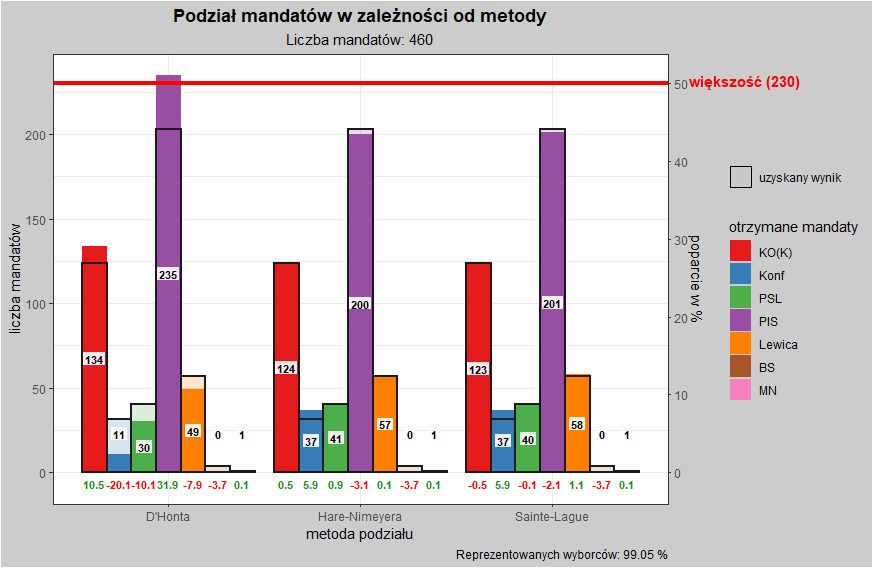 Podział mandatów w zależności od metody
Liczba mandatów: 460
większość (230)
liczba mandatów
200
150
100
50
0
50
40
30
20
10
0
poparcie w %
134
11
30
235
49
0
1
124
37
41
200
57
0
1
123
37
40
201
58
0
1
10.5 -20.1 -10.1 31.9 -7.9 -3.7 0.1
0.5 5.9 0.9 -3.1 0.1 -3.7 0.1
-0.5 5.9 -0.1 -2.1 1.1 -3.7 0.1
D'Honta
Hare-Nimeyera
Sainte-Lague
metoda podziału
Reprezentowanych wyborców: 99.05 %
uzyskany wynik
otrzymane mandaty
KO(K)
Konf
PSL
PIS
Lewica
BS
MN